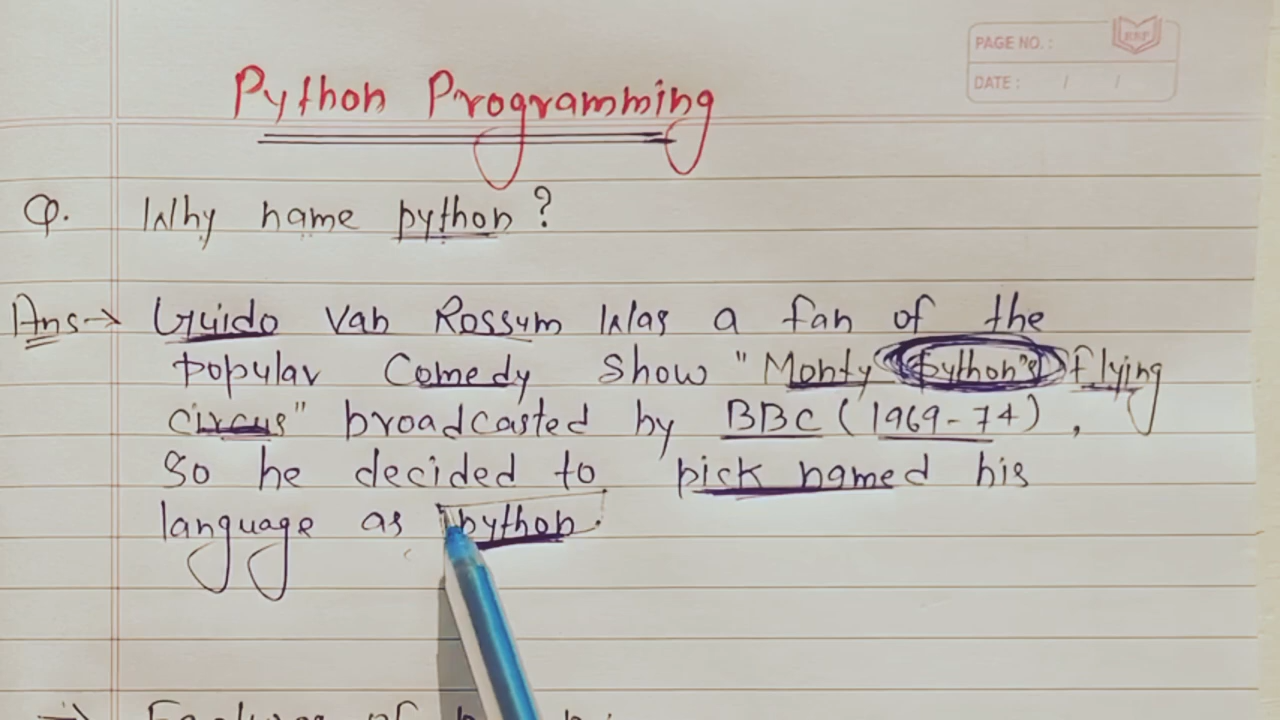 PAGE NO. :
DATE : / /
Python Programming
Q. Why name python ?
Ans→ Guido Van Rossum was a fan of the
popular Comedy show "Monty python's flying
circus" broadcasted by BBC (1969-74) ,
so he decided to pick named his
language as python.